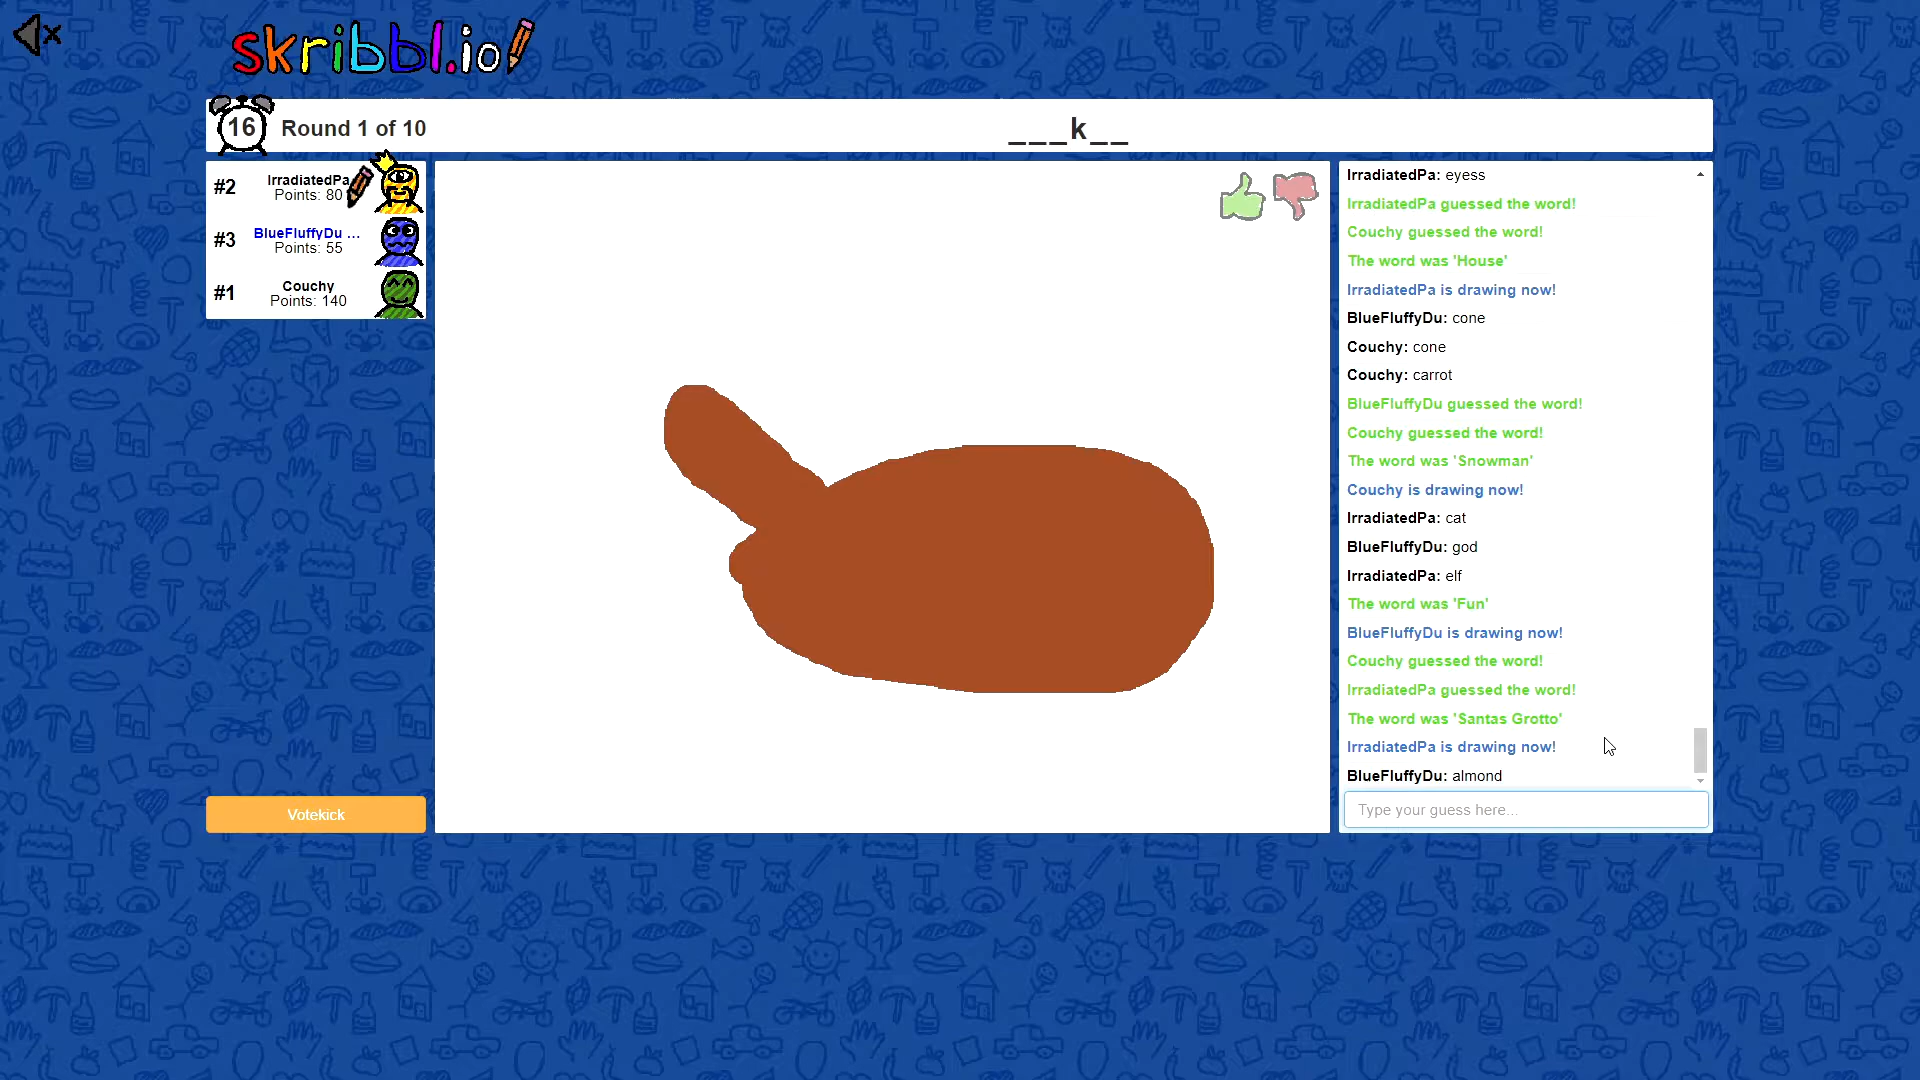 skribbl.io
16
Round 1 of 10
___k__
#2
IrradiatedPa
Points: 80
#3
BlueFluffyDu ...
Points: 55
#1
Couchy
Points: 140
Votekick
IrradiatedPa: eyess
IrradiatedPa guessed the word!
Couchy guessed the word!
The word was 'House'
IrradiatedPa is drawing now!
BlueFluffyDu: cone
Couchy: cone
Couchy: carrot
BlueFluffyDu guessed the word!
Couchy guessed the word!
The word was 'Snowman'
Couchy is drawing now!
IrradiatedPa: cat
BlueFluffyDu: god
IrradiatedPa: elf
The word was 'Fun'
BlueFluffyDu is drawing now!
Couchy guessed the word!
IrradiatedPa guessed the word!
The word was 'Santas Grotto'
IrradiatedPa is drawing now!
BlueFluffyDu: almond
Type your guess here...